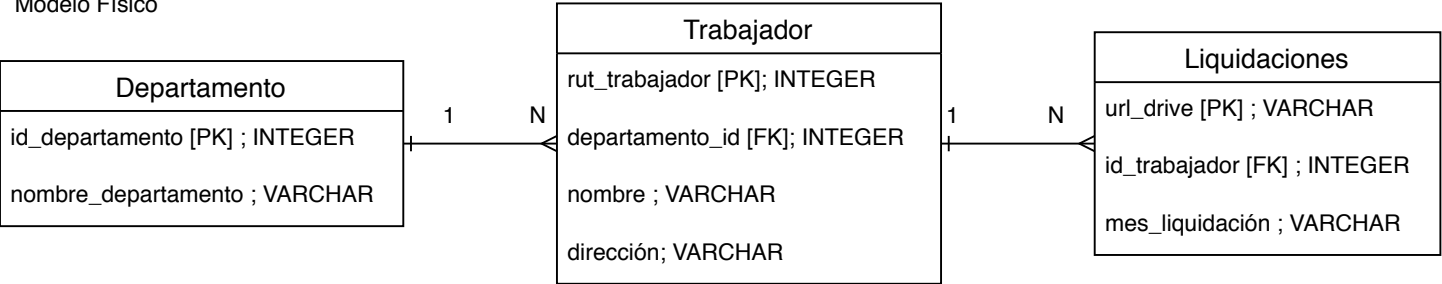 Modelo Físico
Departamento
id_departamento [PK] ; INTEGER
nombre_departamento ; VARCHAR
1
N
Trabajador
rut_trabajador [PK]; INTEGER
departamento_id [FK]; INTEGER
nombre ; VARCHAR
dirección; VARCHAR
1
N
Liquidaciones
url_drive [PK] ; VARCHAR
id_trabajador [FK] ; INTEGER
mes_liquidación ; VARCHAR